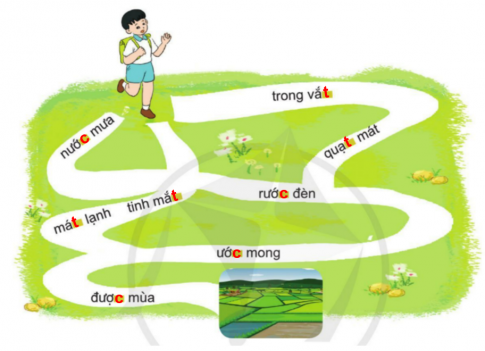 trong vắt
nước mưa
quạt mát
mát lạnh
tinh mắt
rước đèn
ước mong
được mùa